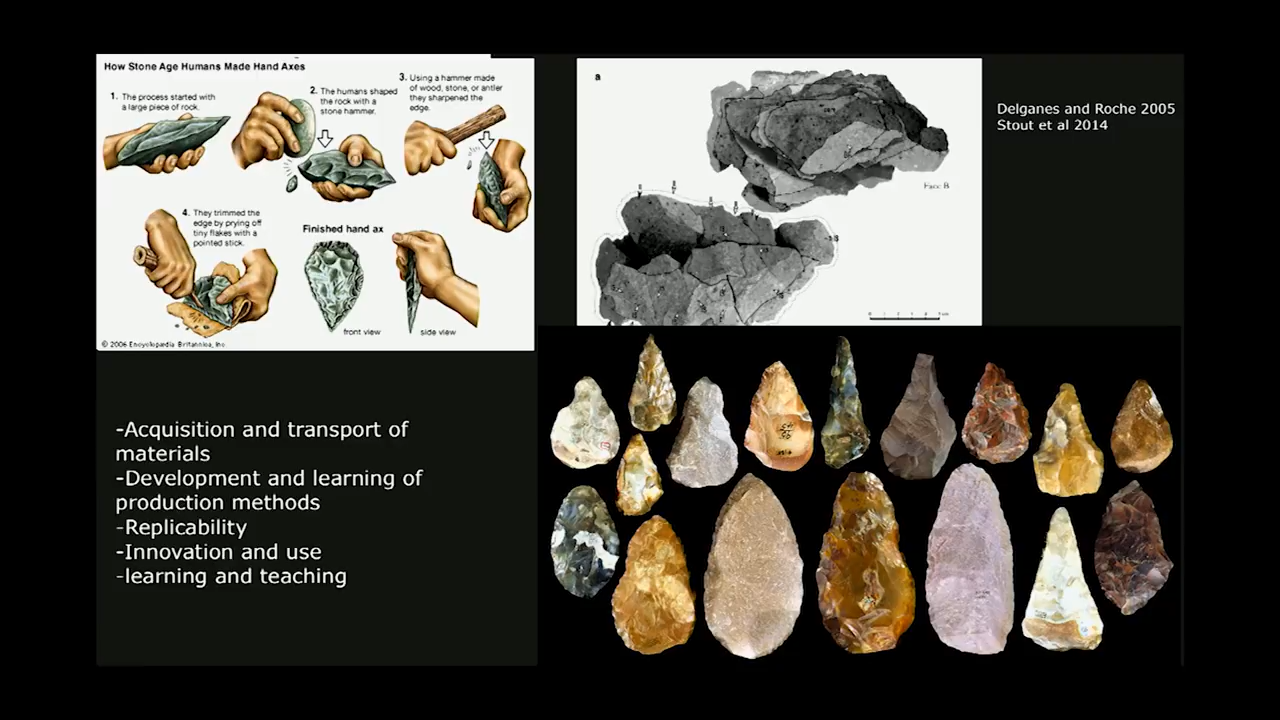 How Stone Age Humans Made Hand Axes
1. The process started with
a large piece of rock.
2. The humans shaped
the rock with a
stone hammer.
3. Using a hammer made
of wood, stone, or antler
they sharpened the
edge.
4. They trimmed the
edge by prying off
tiny flakes with a
pointed stick.
Finished hand ax
front view
side view
© 2006 Encyclopædia Britannica, Inc
a
Face B
Delganes and Roche 2005
Stout et al 2014
-Acquisition and transport of
materials
-Development and learning of
production methods
-Replicability
-Innovation and use
-learning and teaching